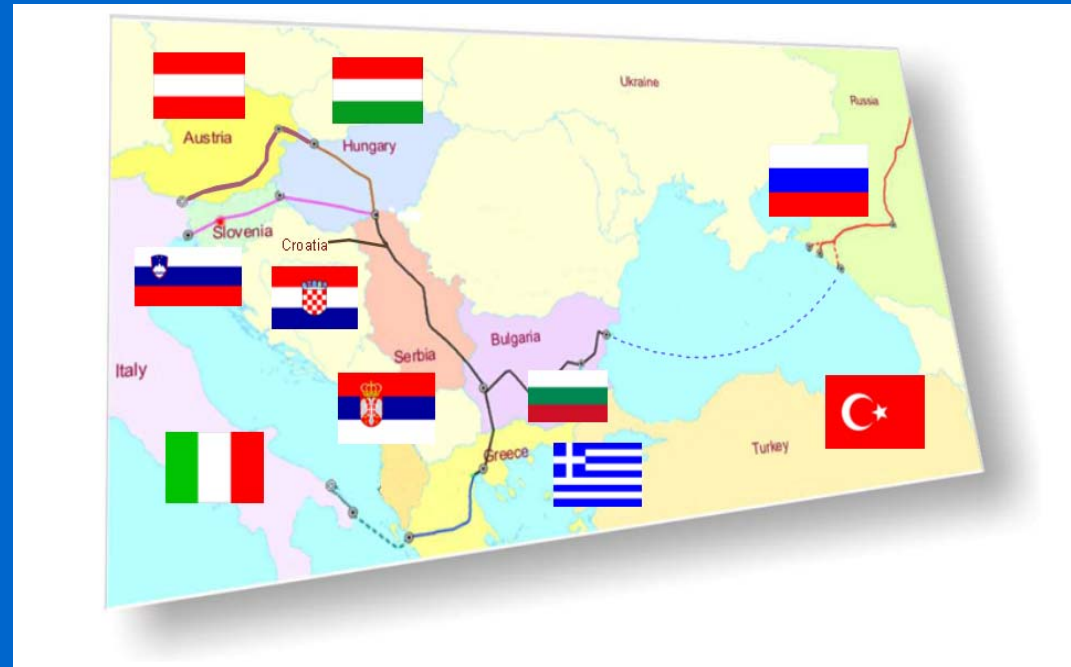 Ukraine
Russia
Austria
Hungary
Slovenia
Croatia
Italy
Serbia
Bulgaria
Greece
Turkey